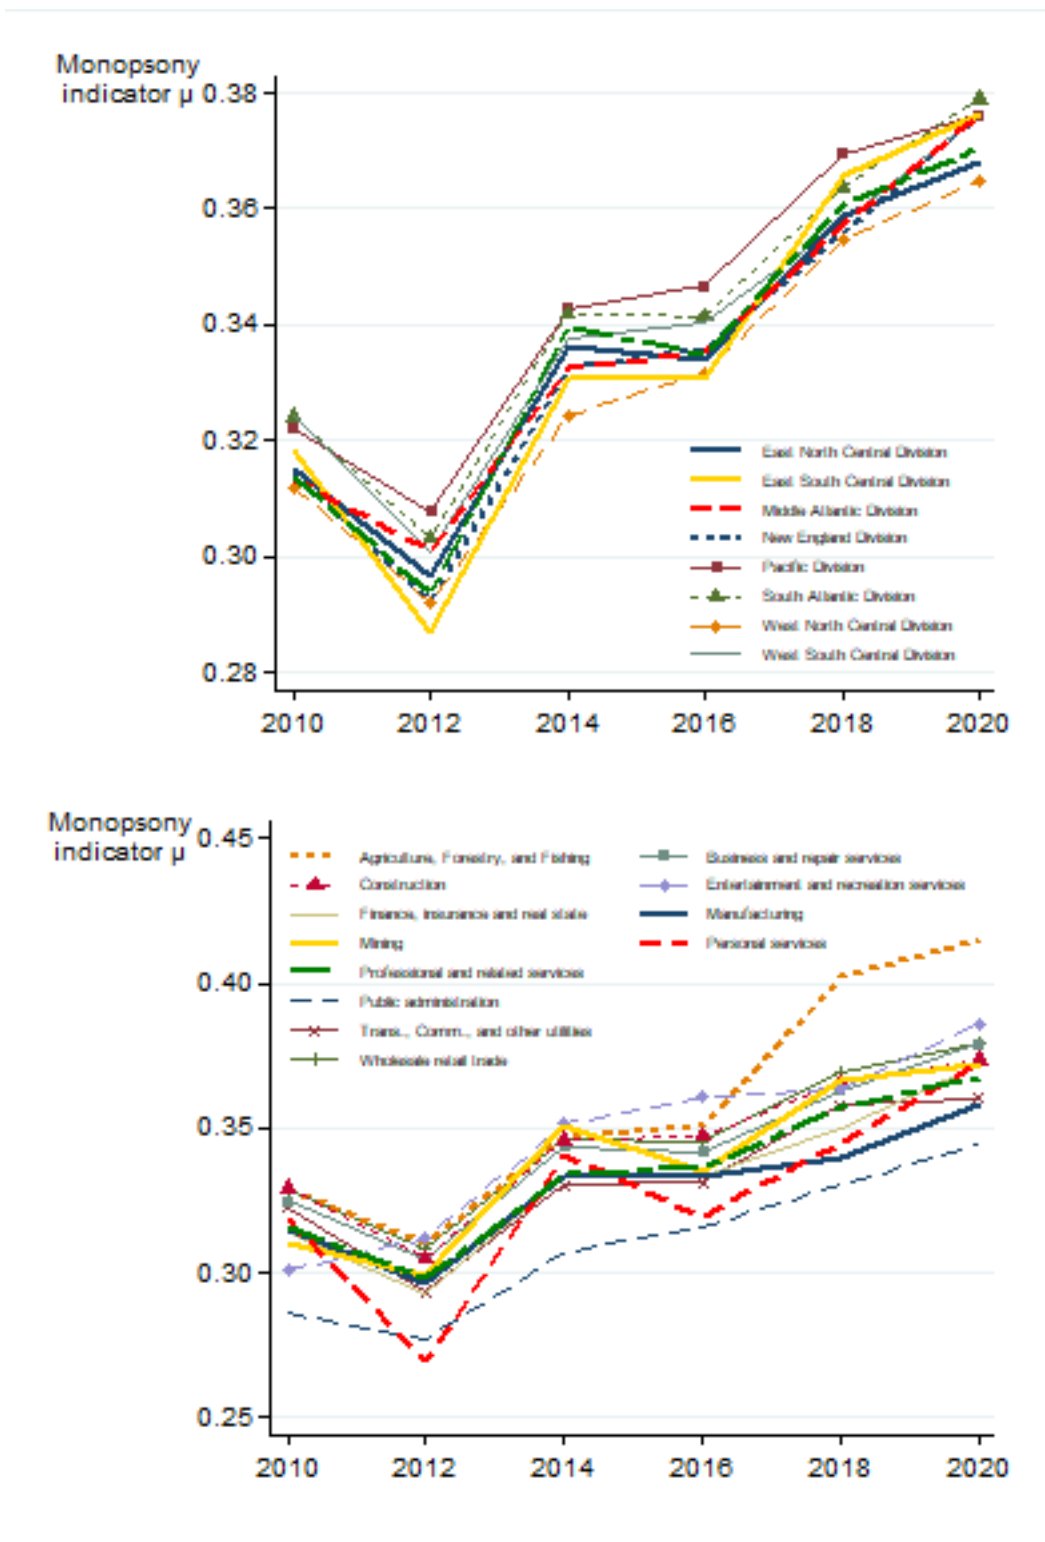 Monopsony
indicator µ
0.38
0.36
0.34
0.32
0.30
0.28
East North Central Division
East South Central Division
Middle Atlantic Division
New England Division
Pacific Division
South Atlantic Division
West North Central Division
West South Central Division
2010 2012 2014 2016 2018 2020
Monopsony
indicator µ
0.45
0.40
0.35
0.30
0.25
Agriculture, Forestry, and Fishing
Construction
Finance, insurance and real state
Mining
Professional and related services
Public administration
Trans., Comm., and other utilities
Wholesale retail trade
Business and repair services
Entertainment and recreation services
Manufacturing
Personal services
2010 2012 2014 2016 2018 2020